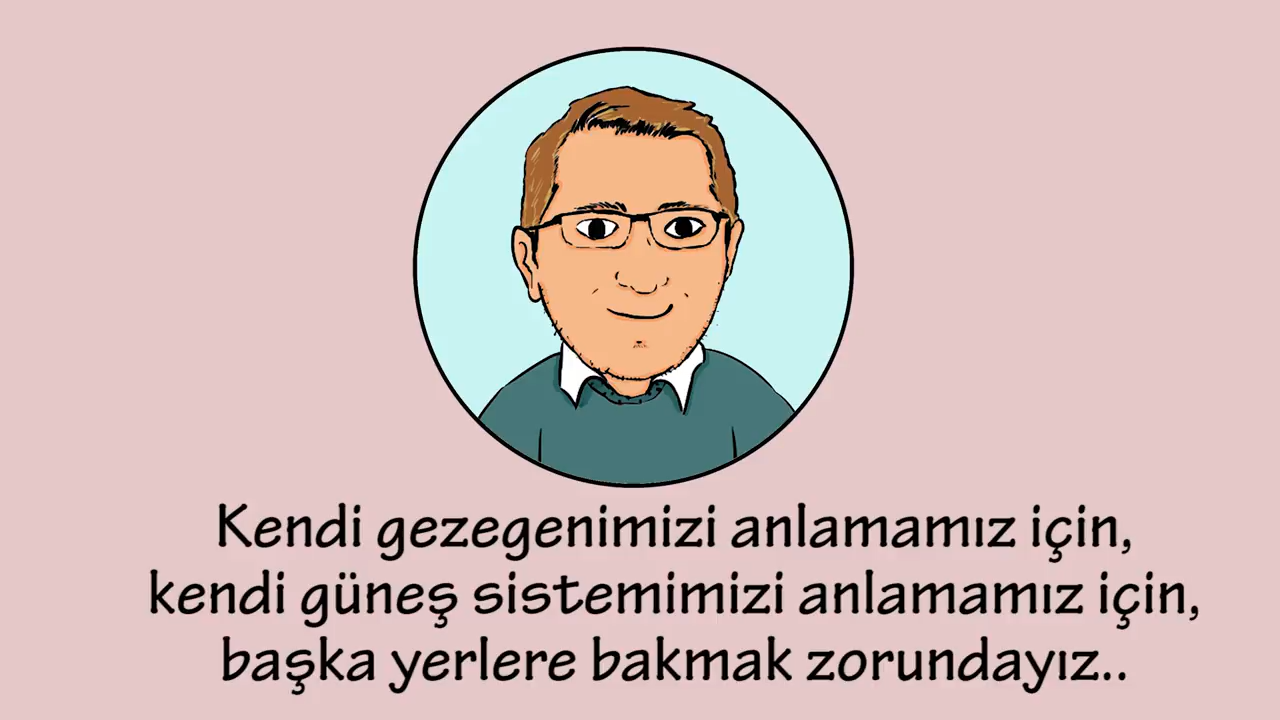 Kendi gezegenimizi anlamamız için,
kendi güneş sistemimizi anlamamız için,
başka yerlere bakmak zorundayız..